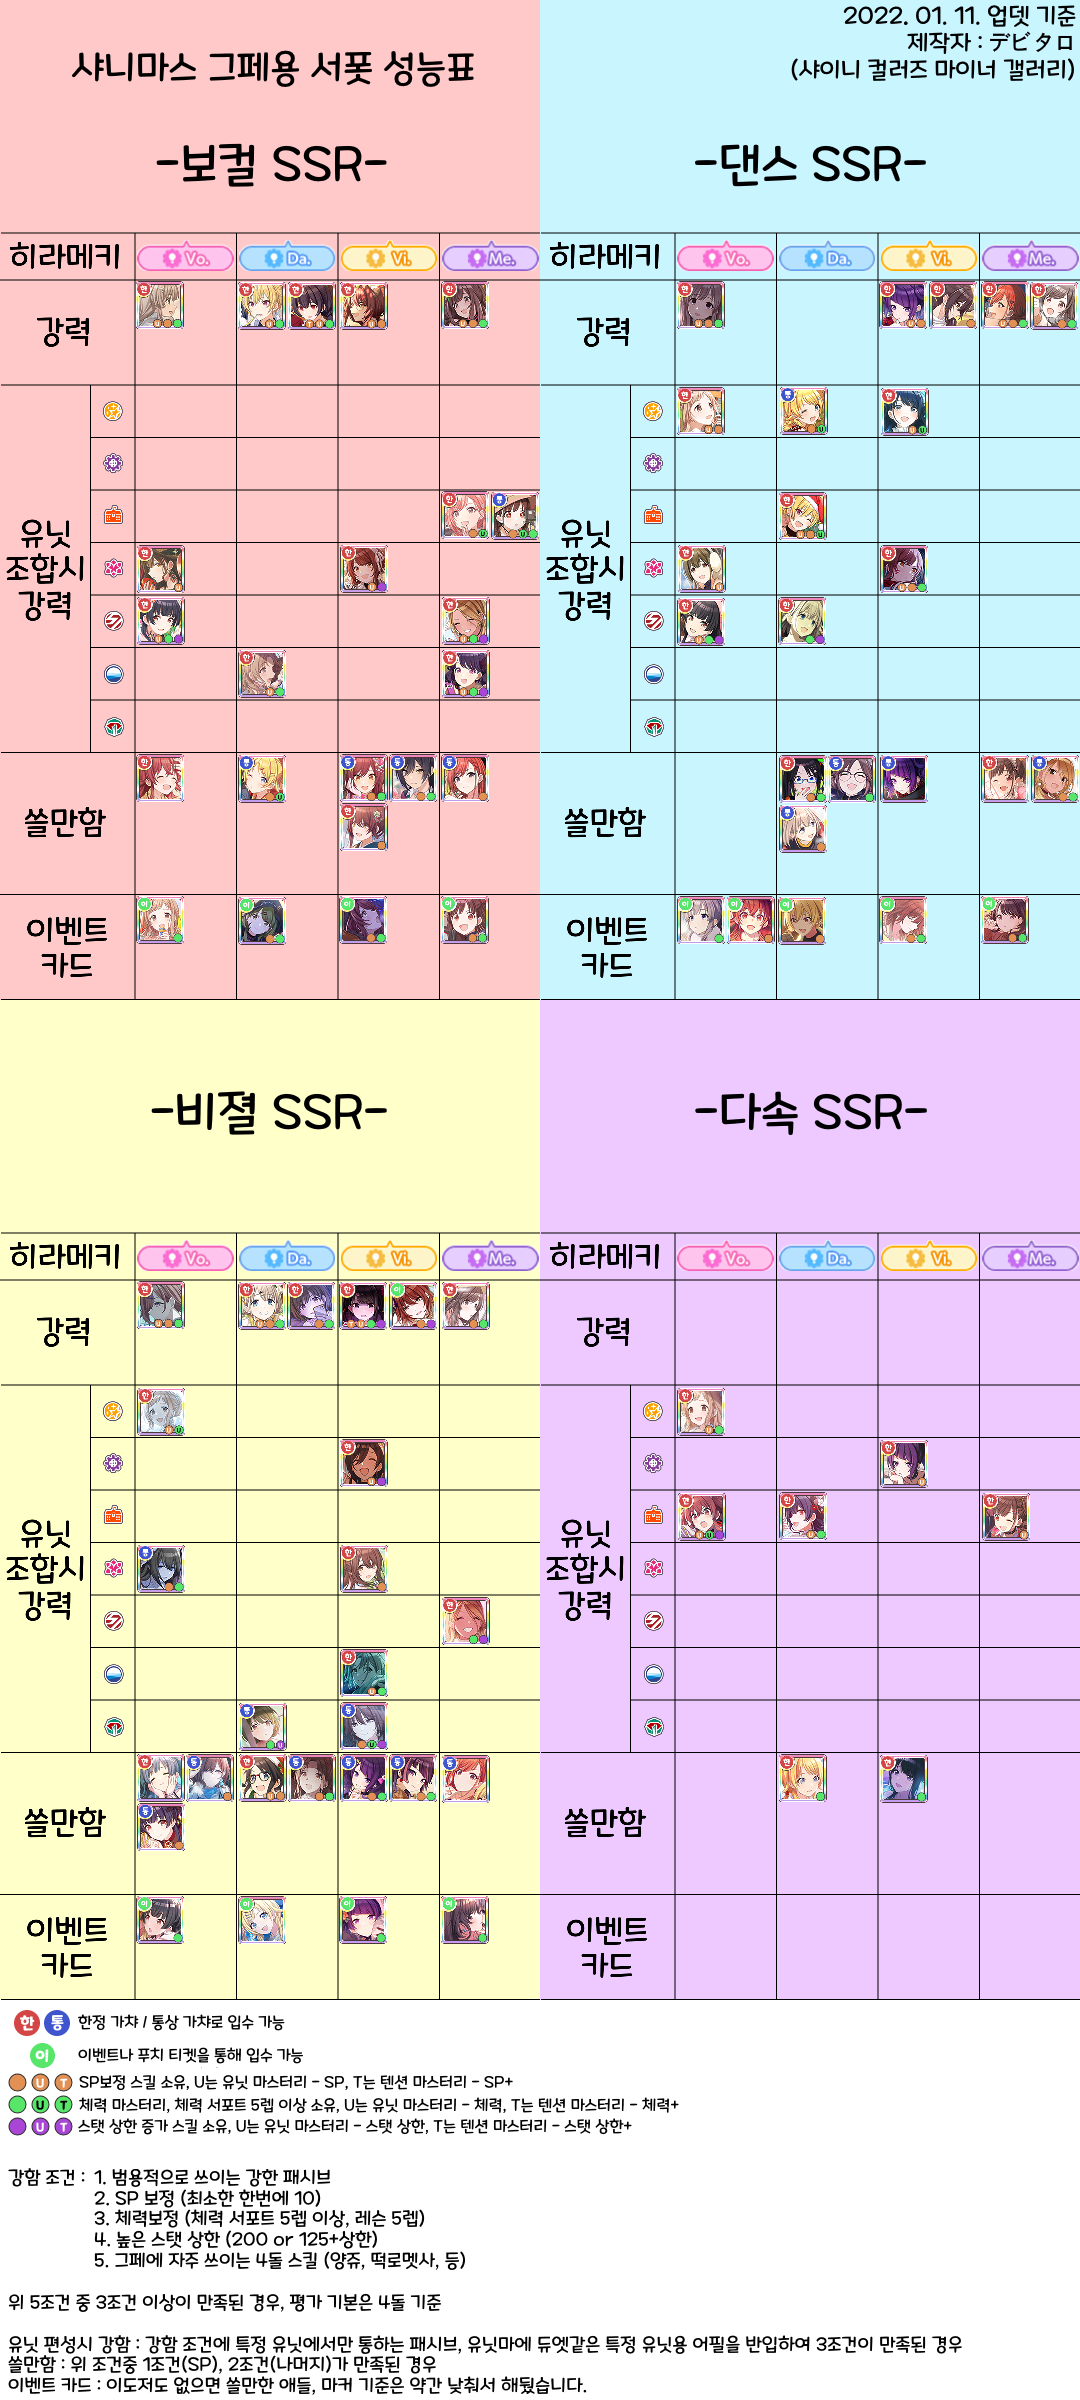 샤니마스 그페용 서폿 성능표
2022. 01. 11. 업뎃 기준
제작자 : デビタロ
(샤이니 컬러즈 마이너 갤러리)
-보컬 SSR-
히라메키 Vo. Da. Vi. Me.
강력
유닛
조합시
강력
쓸만함
이벤트
카드
-댄스 SSR-
히라메키 Vo. Da. Vi. Me.
강력
유닛
조합시
강력
쓸만함
이벤트
카드
-비젤 SSR-
히라메키 Vo. Da. Vi. Me.
강력
유닛
조합시
강력
쓸만함
이벤트
카드
-다속 SSR-
히라메키 Vo. Da. Vi. Me.
강력
유닛
조합시
강력
쓸만함
이벤트
카드
한 통 한정 가챠 / 통상 가챠로 입수 가능
이 이벤트나 푸치 티켓을 통해 입수 가능
U T SP보정 스킬 소유, U는 유닛 마스터리 - SP, T는 텐션 마스터리 - SP+
U T 체력 마스터리, 체력 서포트 5렙 이상 소유, U는 유닛 마스터리 - 체력, T는 텐션 마스터리 - 체력+
U T 스탯 상한 증가 스킬 소유, U는 유닛 마스터리 - 스탯 상한, T는 텐션 마스터리 - 스탯 상한+
강함 조건 : 1. 범용적으로 쓰이는 강한 패시브
2. SP 보정 (최소한 한번에 10)
3. 체력보정 (체력 서포트 5렙 이상, 레슨 5렙)
4. 높은 스탯 상한 (200 or 125+상한)
5. 그페에 자주 쓰이는 4돌 스킬 (양쥬, 떡로멧사, 등)
위 5조건 중 3조건 이상이 만족된 경우, 평가 기본은 4돌 기준
유닛 편성시 강함 : 강함 조건에 특정 유닛에서만 통하는 패시브, 유닛마에 듀엣같은 특정 유닛용 어필을 반입하여 3조건이 만족된 경우
쓸만함 : 위 조건중 1조건(SP), 2조건(나머지)가 만족된 경우
이벤트 카드 : 이도저도 없으면 쓸만한 애들, 마커 기준은 약간 낮춰서 해뒀습니다.